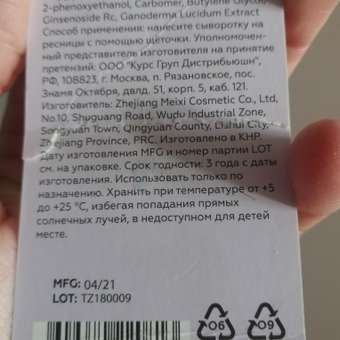 2-phenoxyethanol, Carbomer, Butylene Glycol,
Ginsenoside Rc, Ganoderma Lucidum Extract
Способ применения: нанесите сыворотку на
ресницы с помощью щёточки. Уполномочен-
ный представитель изготовителя на принятие
претензий: ООО "Курс Груп Дистрибьюшн",
РФ, 108823, г. Москва, п. Рязановское, пос.
Знамя Октября, двлд. 51, корп. 5, каб. 121.
Изготовитель: Zhejiang Meixi Cosmetic Co., Ltd,
No.10, Shuguang Road, Wudu Industrial Zone,
Songyuan Town, Qingyuan County, Lishui City,
Zhejiang Province, PRC. Изготовлено в КНР.
Дату изготовления MFG и номер партии LOT
см. на упаковке. Срок годности: 3 года с даты
изготовления. Использовать только по
назначению. Хранить при температуре от +5
до +25 °C, избегая попадания прямых
солнечных лучей, в недоступном для детей
месте.
MFG: 04/21
LOT: TZ180009